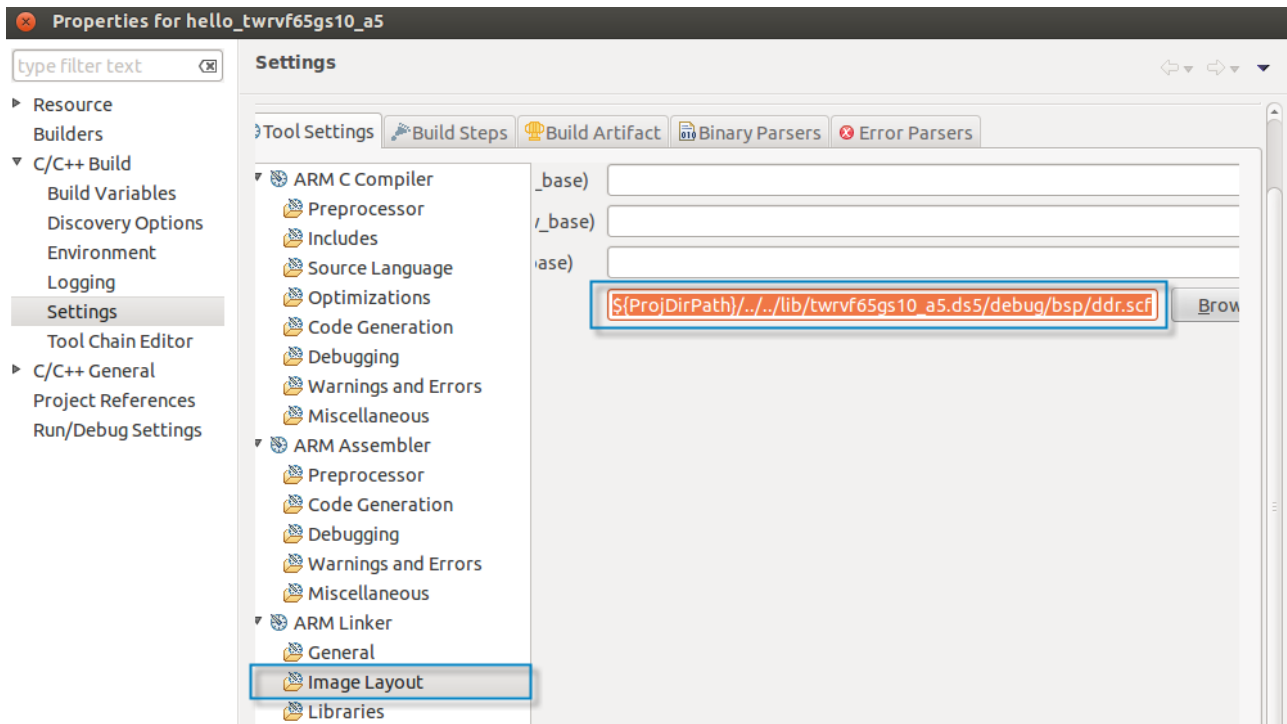 Properties for hello_twrvf65gs10_a5
type filter text
Settings
Resource
Builders
C/C++ Build
Build Variables
Discovery Options
Environment
Logging
Settings
Tool Chain Editor
C/C++ General
Project References
Run/Debug Settings
Tool Settings
Build Steps
Build Artifact
Binary Parsers
Error Parsers
ARM C Compiler
Preprocessor
Includes
Source Language
Optimizations
Code Generation
Debugging
Warnings and Errors
Miscellaneous
ARM Assembler
Preprocessor
Code Generation
Debugging
Warnings and Errors
Miscellaneous
ARM Linker
General
Image Layout
Libraries
_base)
_base)
ase)
${ProjDirPath}/../../lib/twrvf65gs10_a5.ds5/debug/bsp/ddr.scf
Brow